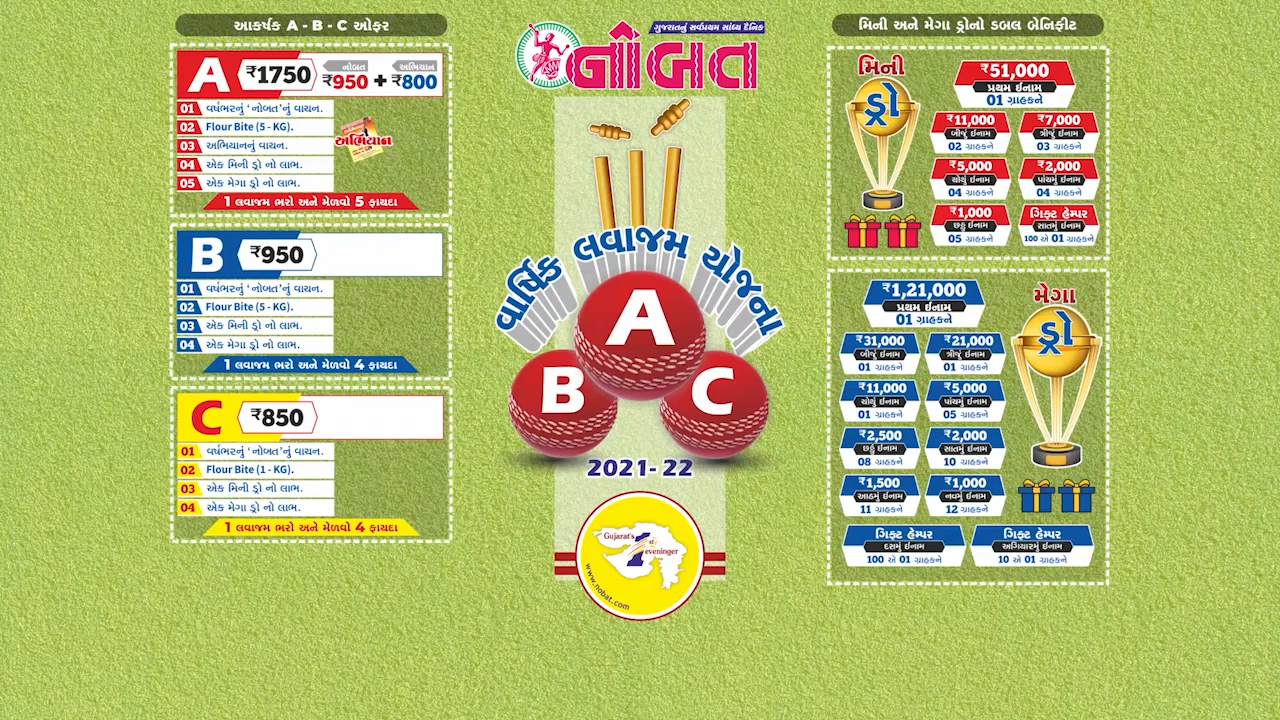 આકર્ષક A - B - C ઓફર
A ₹1750 નોબત ₹950 + અભિયાન ₹800
01 વર્ષભરનું 'નોબત'નું વાચન.
02 Flour Bite (5 - KG).
03 અભિયાનનું વાચન.
04 એક મિની ડ્રો નો લાભ.
05 એક મેગા ડ્રો નો લાભ.
અભિયાન
1 લવાજમ ભરો અને મેળવો 5 ફાયદા
B ₹950
01 વર્ષભરનું 'નોબત'નું વાચન.
02 Flour Bite (5 - KG).
03 એક મિની ડ્રો નો લાભ.
04 એક મેગા ડ્રો નો લાભ.
1 લવાજમ ભરો અને મેળવો 4 ફાયદા
C ₹850
01 વર્ષભરનું 'નોબત'નું વાચન.
02 Flour Bite (1 - KG).
03 એક મિની ડ્રો નો લાભ.
04 એક મેગા ડ્રો નો લાભ.
1 લવાજમ ભરો અને મેળવો 4 ફાયદા
ગુજરાતનું સર્વપ્રથમ સાંધ્ય દૈનિક
નોબત
વાર્ષિક લવાજમ યોજના
A
B C
2021- 22
Gujarat's 1st eveninger
www.nobat.com
મિની અને મેગા ડ્રોનો ડબલ બેનિફીટ
મિની
ડ્રો
₹51,000
પ્રથમ ઈનામ
01 ગ્રાહકને
₹11,000 ₹7,000
બીજું ઈનામ ત્રીજું ઈનામ
02 ગ્રાહકને 03 ગ્રાહકને
₹5,000 ₹2,000
ચોથું ઈનામ પાંચમું ઈનામ
04 ગ્રાહકને 04 ગ્રાહકને
₹1,000 ગિફ્ટ હેમ્પર
છઠ્ઠું ઈનામ સાતમું ઈનામ
05 ગ્રાહકને 100 એ 01 ગ્રાહકને
મેગા
ડ્રો
₹1,21,000
પ્રથમ ઈનામ
01 ગ્રાહકને
₹31,000 ₹21,000
બીજું ઈનામ ત્રીજું ઈનામ
01 ગ્રાહકને 01 ગ્રાહકને
₹11,000 ₹5,000
ચોથું ઈનામ પાંચમું ઈનામ
01 ગ્રાહકને 05 ગ્રાહકને
₹2,500 ₹2,000
છઠ્ઠું ઈનામ સાતમું ઈનામ
08 ગ્રાહકને 10 ગ્રાહકને
₹1,500 ₹1,000
આઠમું ઈનામ નવમું ઈનામ
11 ગ્રાહકને 12 ગ્રાહકને
ગિફ્ટ હેમ્પર ગિફ્ટ હેમ્પર
દસમું ઈનામ અગિયારમું ઈનામ
100 એ 01 ગ્રાહકને 10 એ 01 ગ્રાહકને